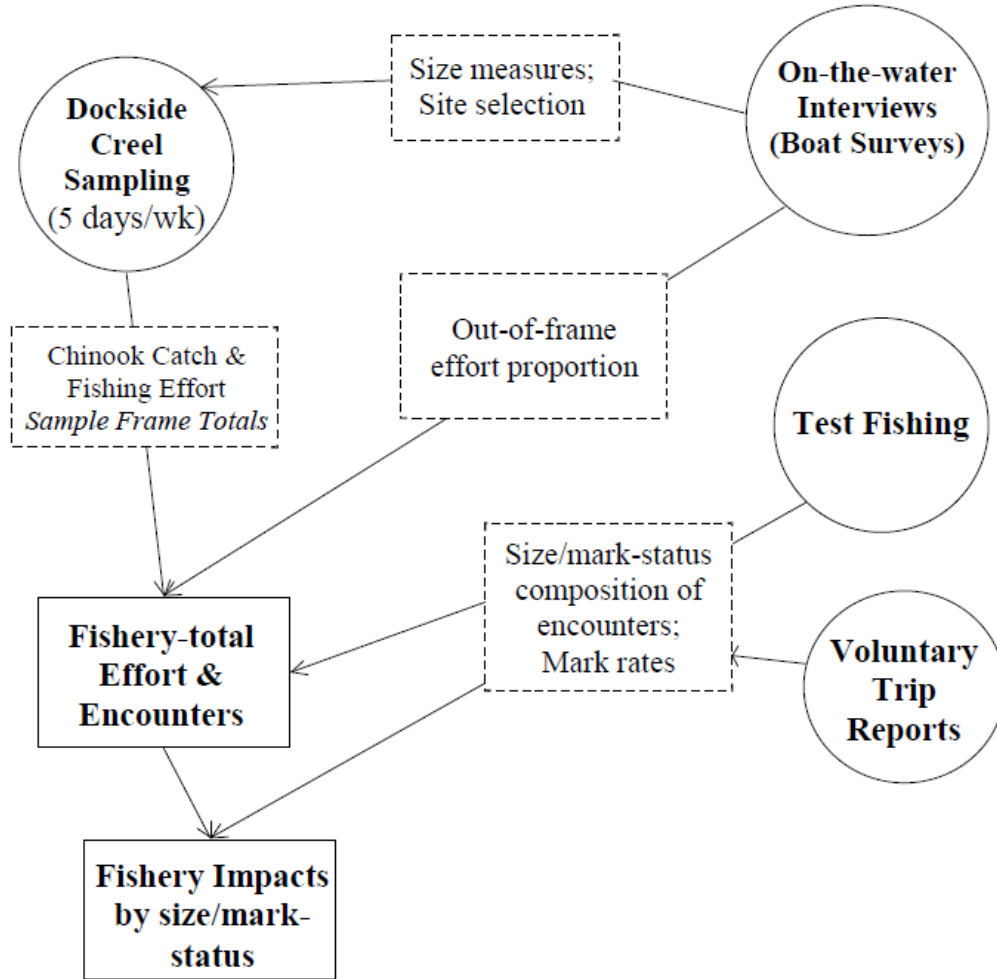 Size measures;
Site selection
On-the-water
Interviews
(Boat Surveys)
Dockside
Creel
Sampling
(5 days/wk)
Out-of-frame
effort proportion
Chinook Catch &
Fishing Effort
Sample Frame Totals
Test Fishing
Size/mark-status
composition of
encounters;
Mark rates
Voluntary
Trip
Reports
Fishery-total
Effort &
Encounters
Fishery Impacts
by size/mark-
status